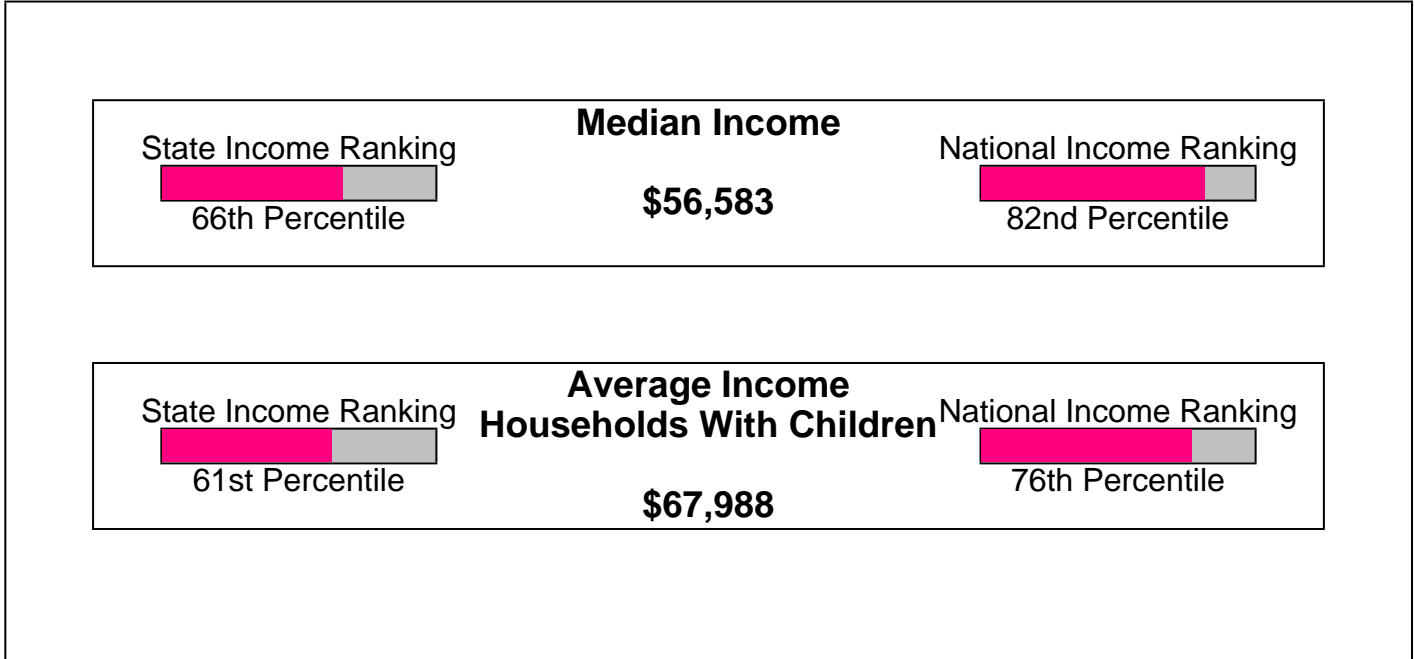 Median Income
State Income Ranking
National Income Ranking
$56,583
66th Percentile
82nd Percentile
Average Income
State Income Ranking
Households With Children
National Income Ranking
61st Percentile
76th Percentile
$67,988